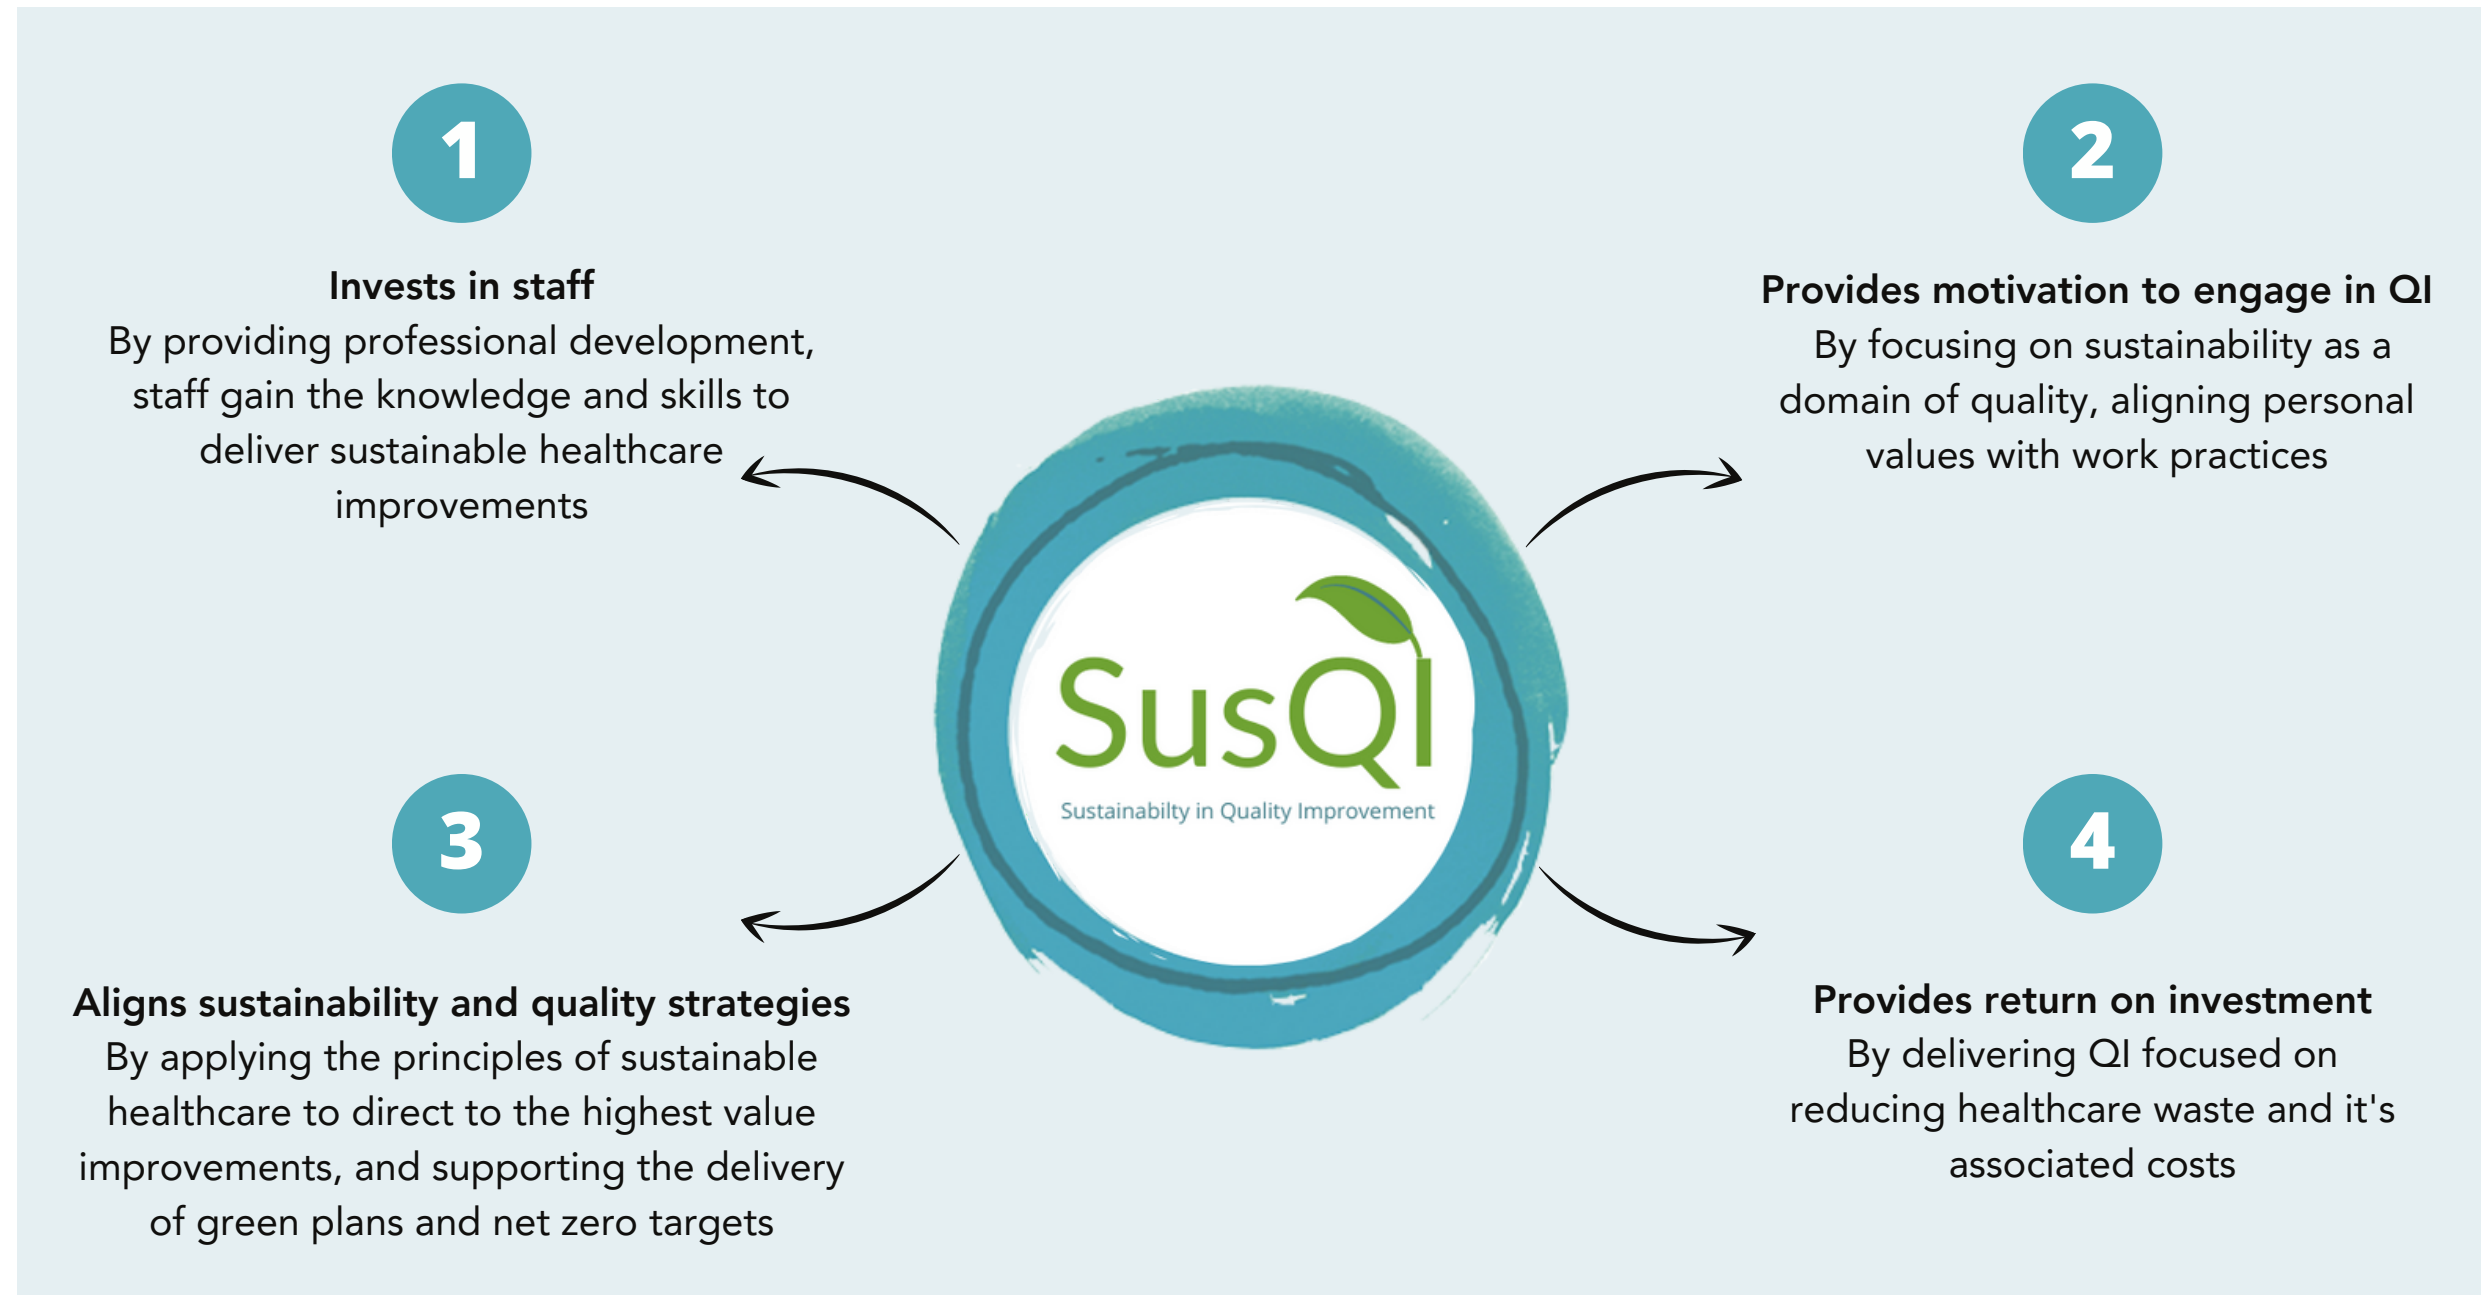 1
Invests in staff
By providing professional development,
staff gain the knowledge and skills to
deliver sustainable healthcare
improvements
2
Provides motivation to engage in QI
By focusing on sustainability as a
domain of quality, aligning personal
values with work practices
SusQI
Sustainabilty in Quality Improvement
3
Aligns sustainability and quality strategies
By applying the principles of sustainable
healthcare to direct to the highest value
improvements, and supporting the delivery
of green plans and net zero targets
4
Provides return on investment
By delivering QI focused on
reducing healthcare waste and it's
associated costs